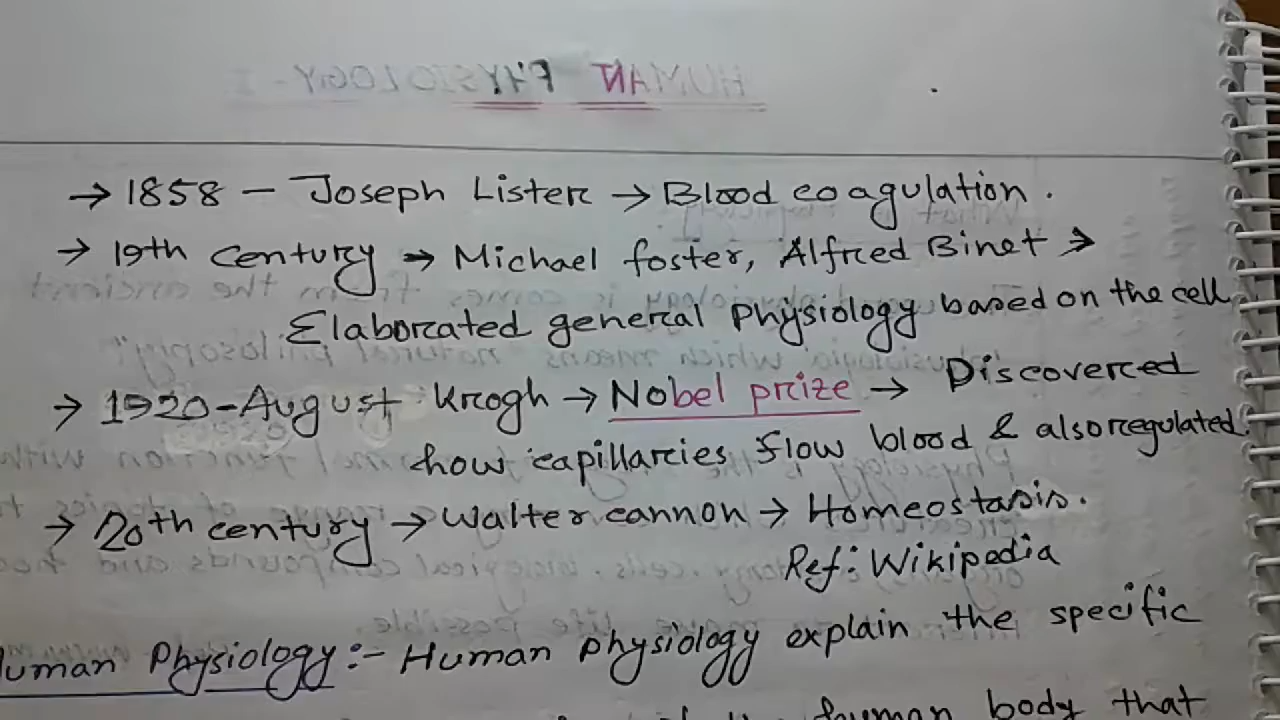 → 1858 - Joseph Lister → Blood coagulation.
→ 19th century → Michael foster, Alfred Binet →
Elaborated general physiology based on the cell.
→ 1920-August Krogh → Nobel prize → Discovered
how capillaries flow blood & also regulated.
→ 20th century → Walter cannon → Homeostasis.
Ref: Wikipedia
Human Physiology:- Human physiology explain the specific
human body that